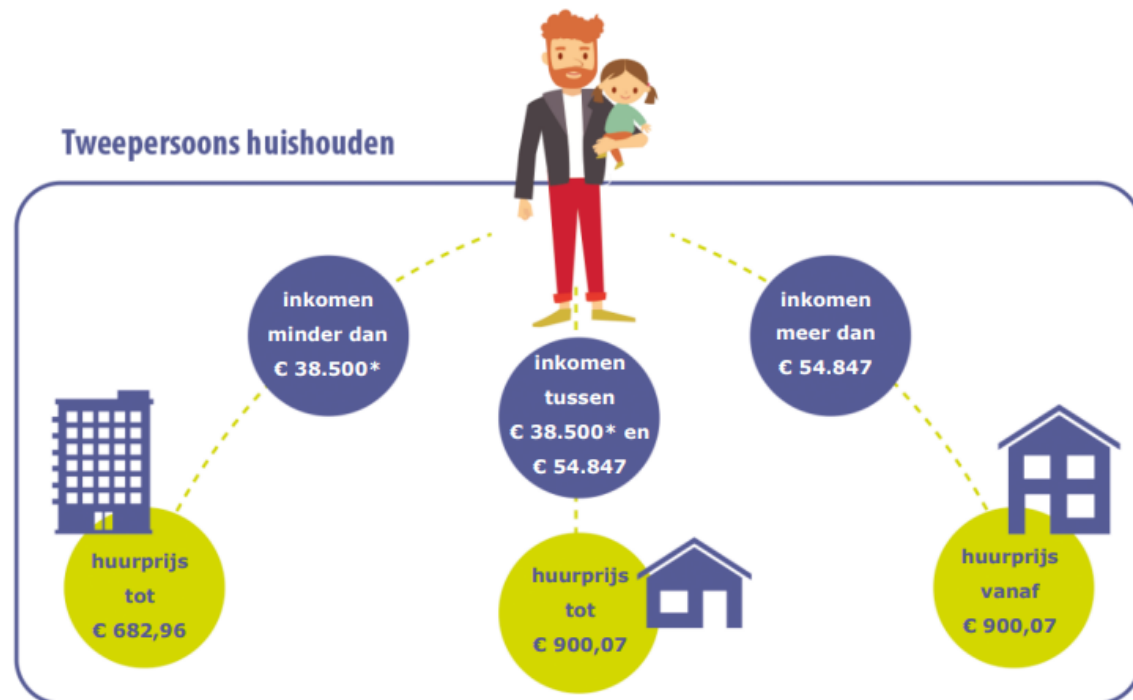 Tweepersoons huishouden
inkomen
minder dan
€ 38.500*
inkomen
tussen
€ 38.500* en
€ 54.847
inkomen
meer dan
€ 54.847
huurprijs
tot
€ 682,96
huurprijs
tot
€ 900,07
huurprijs
vanaf
€ 900,07